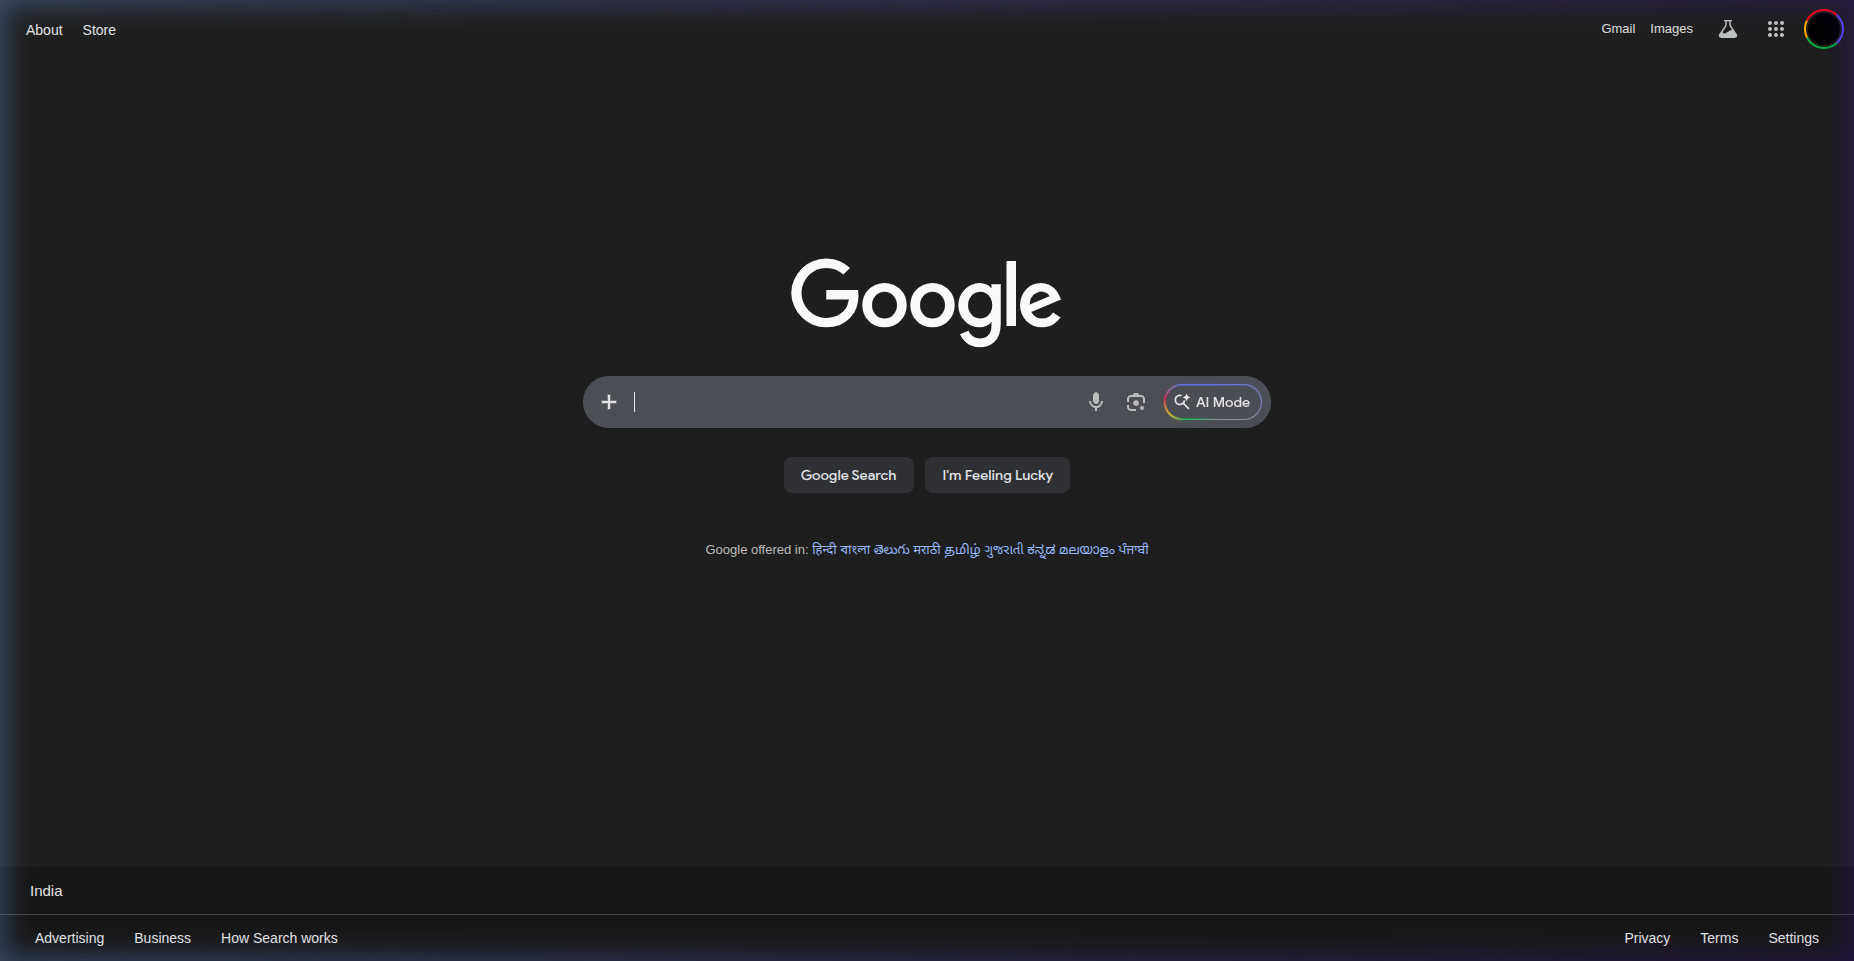 About Store
Gmail Images
Google
AI Mode
Google Search I'm Feeling Lucky
Google offered in: हिन्दी বাংলা తెలుగు मराठी தமிழ் ગુજરાતી ಕನ್ನಡ മലയാളം ਪੰਜਾਬੀ
India
Advertising Business How Search works
Privacy Terms Settings